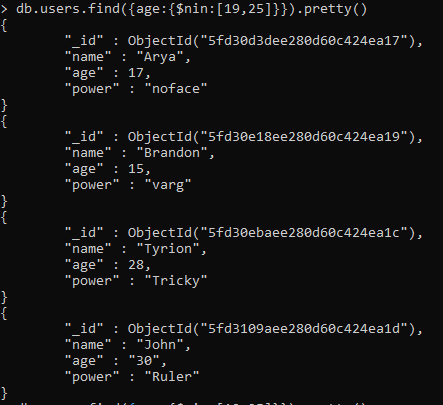 > db.users.find({age:{$nin:[19,25]}}).pretty()
{
        "_id" : ObjectId("5fd30d3dee280d60c424ea17"),
        "name" : "Arya",
        "age" : 17,
        "power" : "noface"
}
{
        "_id" : ObjectId("5fd30e18ee280d60c424ea19"),
        "name" : "Brandon",
        "age" : 15,
        "power" : "varg"
}
{
        "_id" : ObjectId("5fd30ebaee280d60c424ea1c"),
        "name" : "Tyrion",
        "age" : 28,
        "power" : "Tricky"
}
{
        "_id" : ObjectId("5fd3109aee280d60c424ea1d"),
        "name" : "John",
        "age" : "30",
        "power" : "Ruler"
}